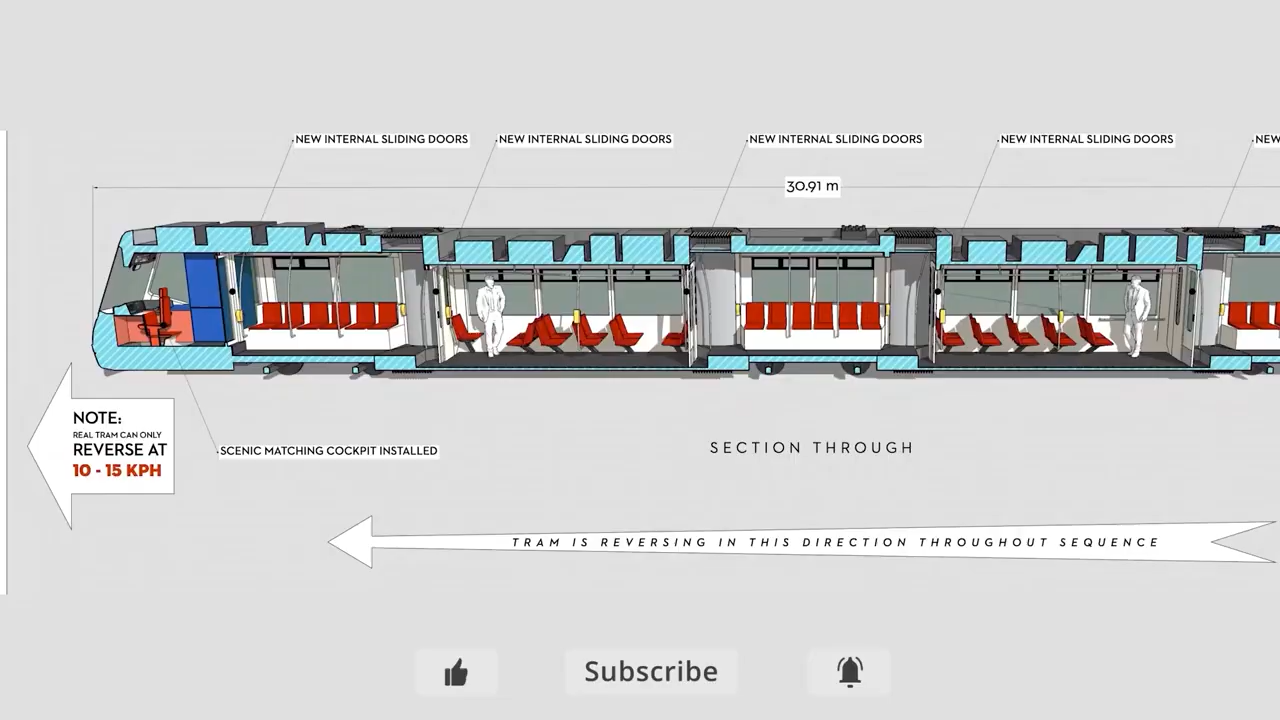 NEW INTERNAL SLIDING DOORS
NEW INTERNAL SLIDING DOORS
NEW INTERNAL SLIDING DOORS
NEW INTERNAL SLIDING DOORS
NEW
30.91 m
NOTE:
REAL TRAM CAN ONLY
REVERSE AT
10 - 15 KPH
SCENIC MATCHING COCKPIT INSTALLED
SECTION THROUGH
TRAM IS REVERSING IN THIS DIRECTION THROUGHOUT SEQUENCE
Subscribe